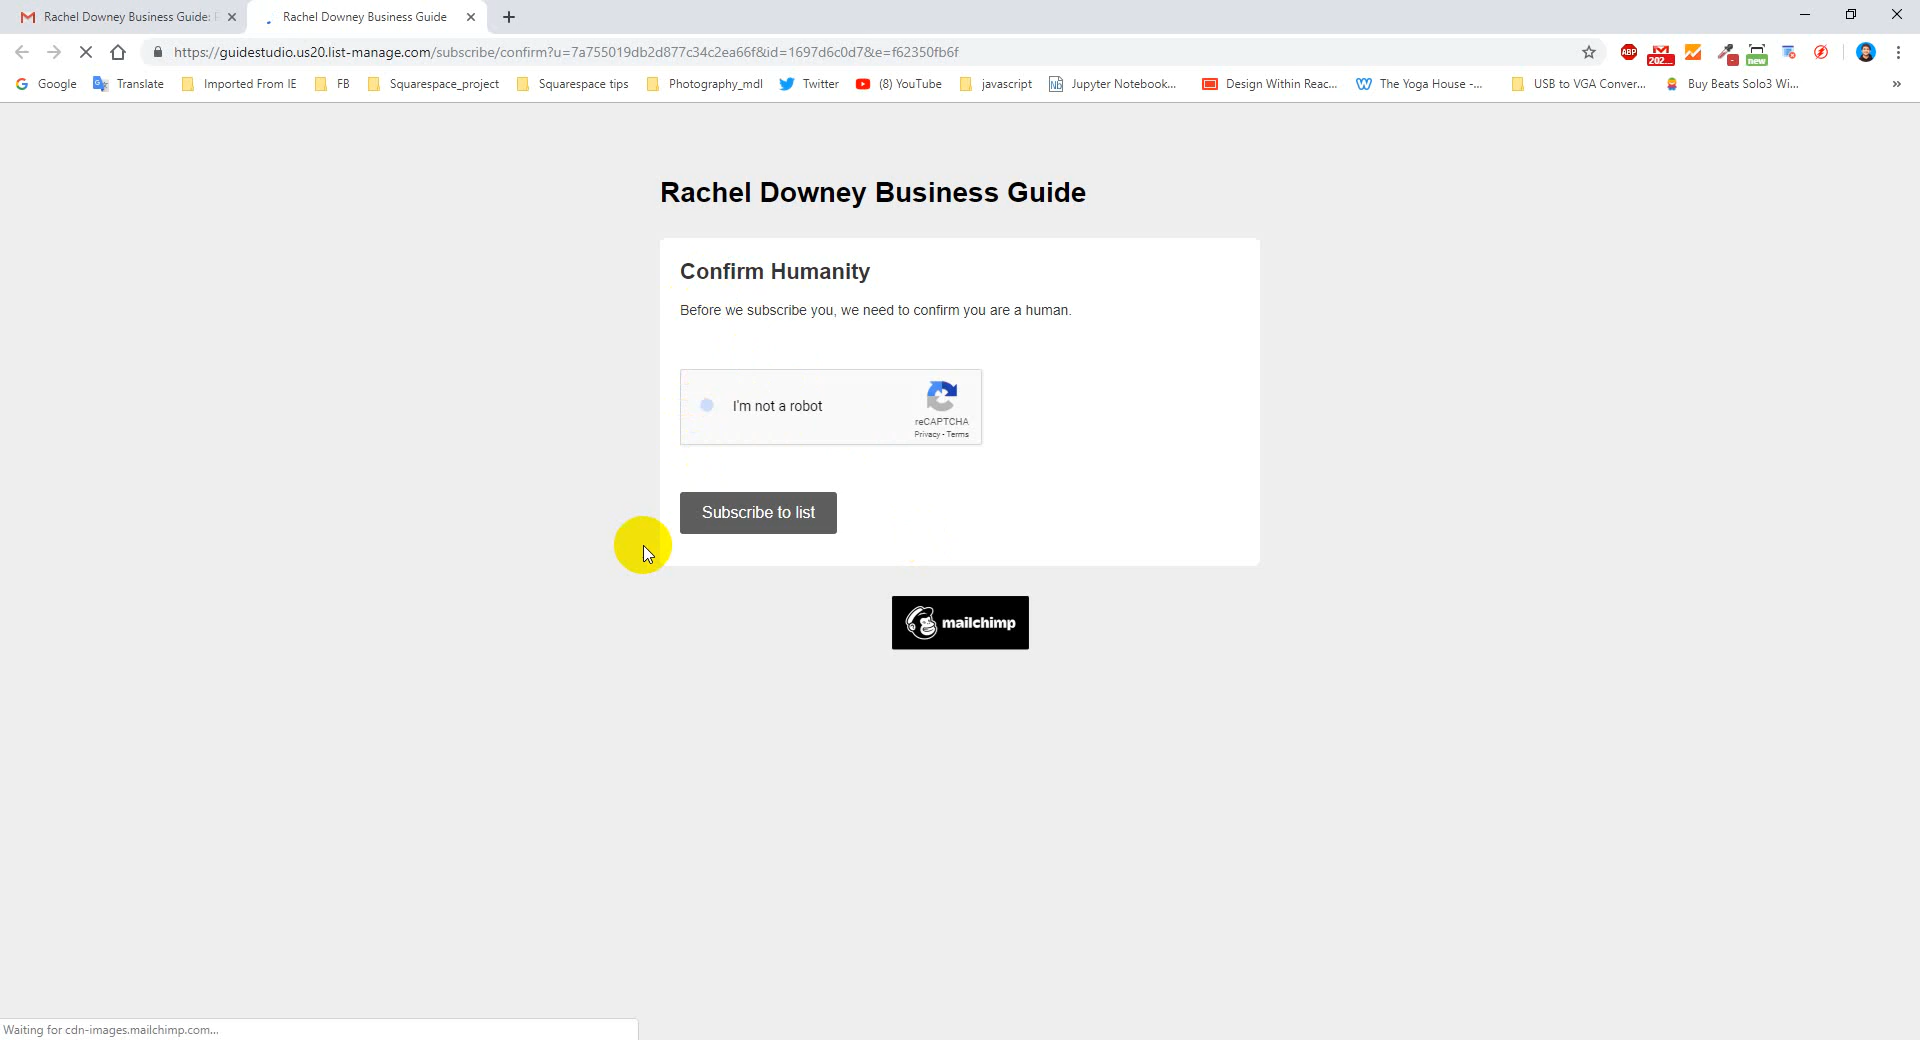 Rachel Downey Business Guide:
Rachel Downey Business Guide
https://guidestudio.us20.list-manage.com/subscribe/confirm?u=7a755019db2d877c34c2ea66f&id=1697d6c0d7&e=f62350fb6f
ABP
202...
-
new
Google
Translate
Imported From IE
FB
Squarespace_project
Squarespace tips
Photography_mdl
Twitter
(8) YouTube
javascript
Jupyter Notebook...
Design Within Reac...
The Yoga House -...
USB to VGA Conver...
Buy Beats Solo3 Wi...
»
Rachel Downey Business Guide
Confirm Humanity
Before we subscribe you, we need to confirm you are a human.
I'm not a robot
reCAPTCHA
Privacy - Terms
Subscribe to list
mailchimp
Waiting for cdn-images.mailchimp.com...